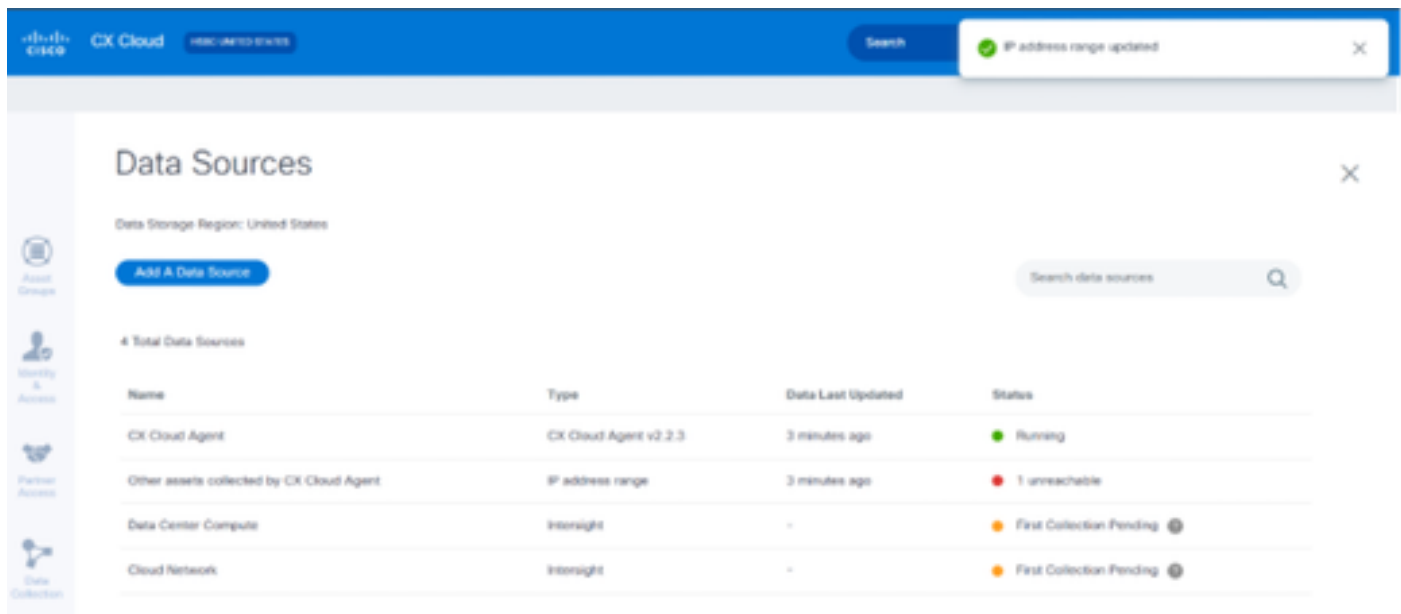 CISCO
CX Cloud
HSBC UNITED STATES
Search
IP address range updated
Data Sources
Data Storage Region: United States
Add A Data Source
Search data sources
4 Total Data Sources
Name Type Data Last Updated Status
CX Cloud Agent CX Cloud Agent v2.2.3 3 minutes ago Running
Other assets collected by CX Cloud Agent IP address range 3 minutes ago 1 unreachable
Data Center Compute Intersight - First Collection Pending ?
Cloud Network Intersight - First Collection Pending ?
Asset
Groups
Identity
&
Access
Partner
Access
Data
Collection